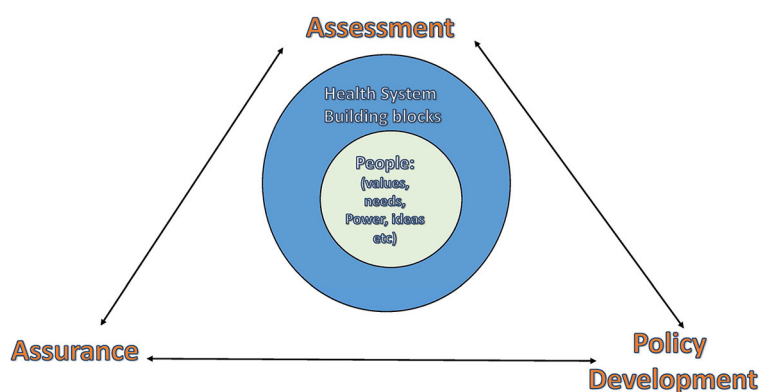 Assessment
Health System
Building blocks
People:
(values,
needs,
Power, ideas
etc)
Assurance
Policy
Development